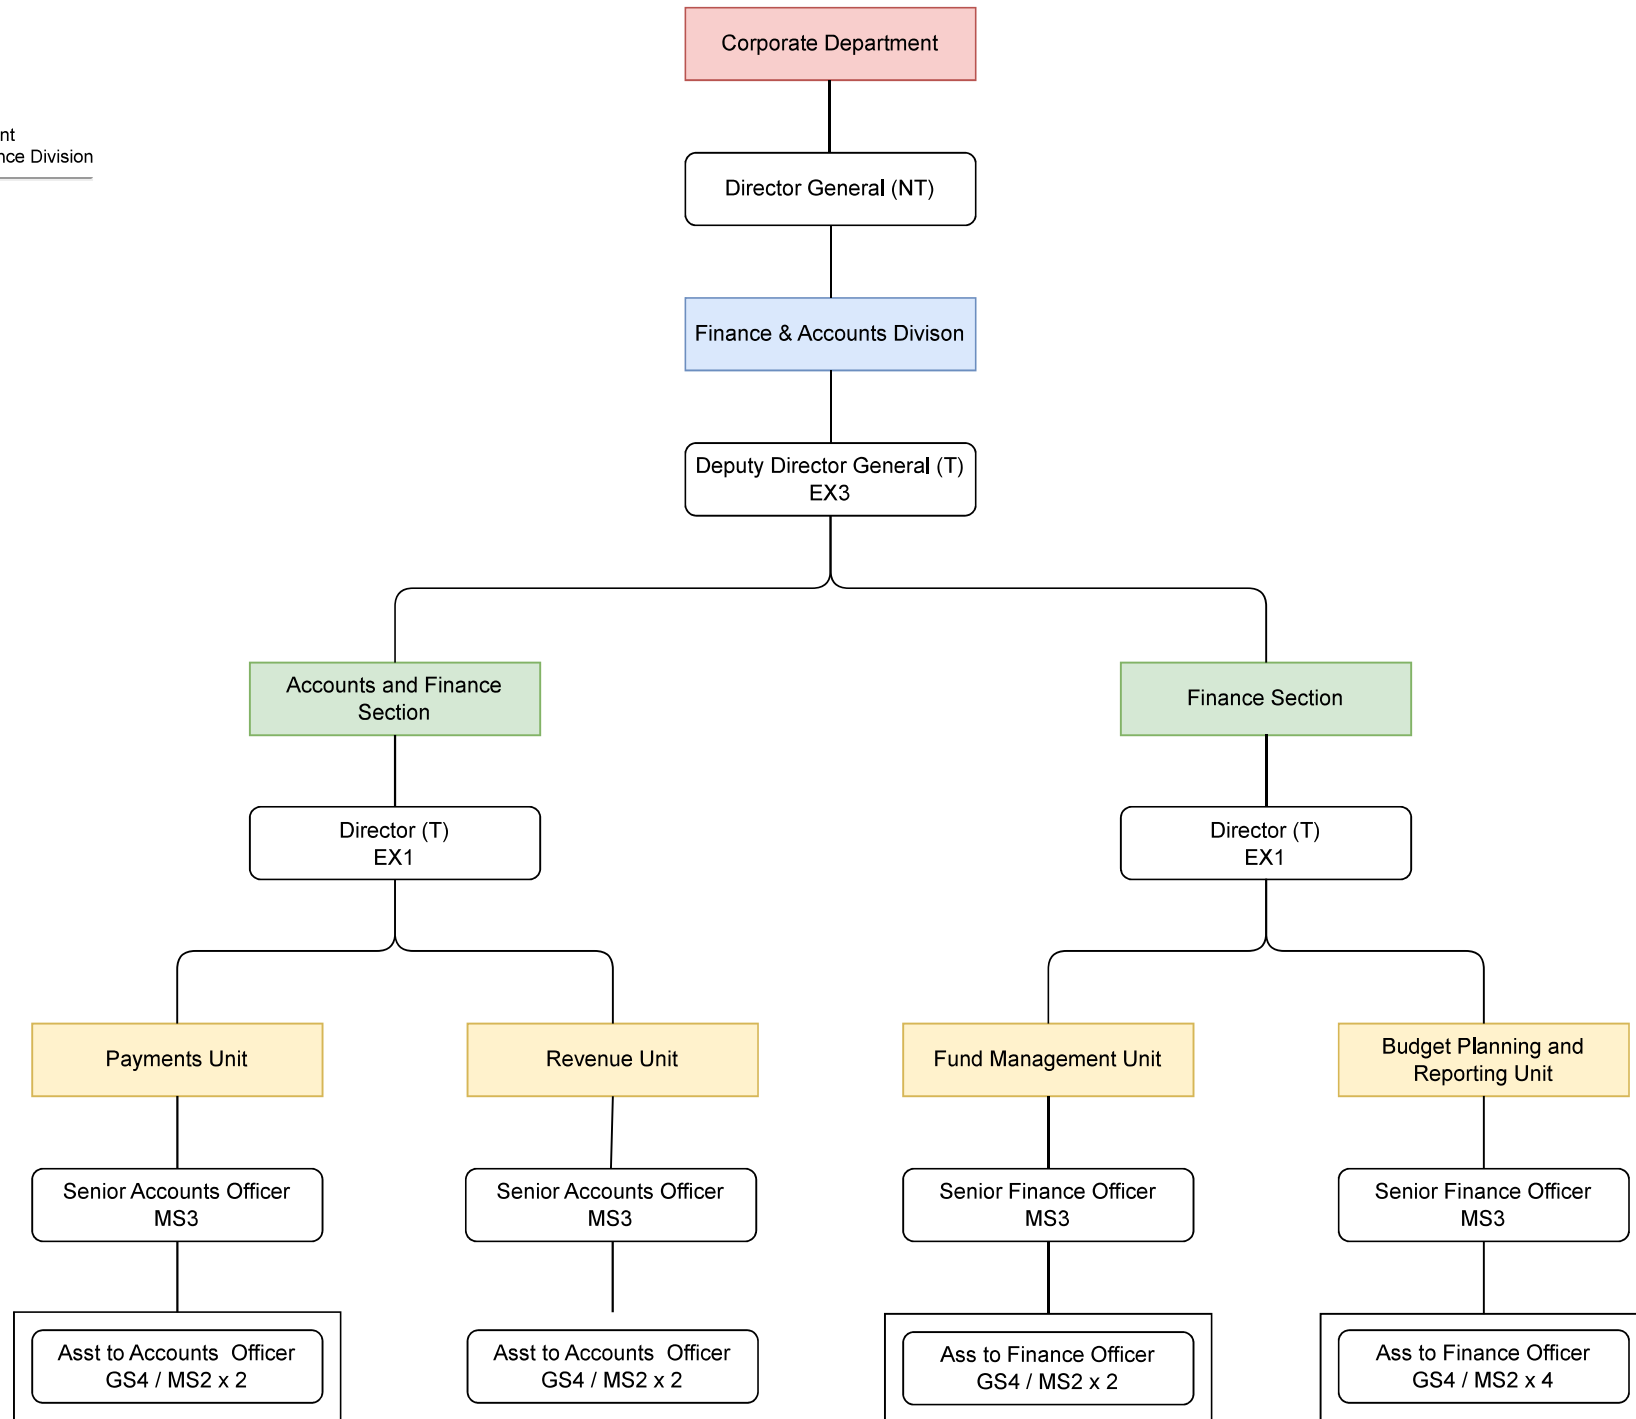 Corporate Department
nt
nce Division
Director General (NT)
Finance & Accounts Divison
Deputy Director General (T)
EX3
Accounts and Finance
Section
Finance Section
Director (T)
EX1
Director (T)
EX1
Payments Unit
Revenue Unit
Fund Management Unit
Budget Planning and
Reporting Unit
Senior Accounts Officer
MS3
Senior Accounts Officer
MS3
Senior Finance Officer
MS3
Senior Finance Officer
MS3
Asst to Accounts Officer
GS4 / MS2 x 2
Asst to Accounts Officer
GS4 / MS2 x 2
Ass to Finance Officer
GS4 / MS2 x 2
Ass to Finance Officer
GS4 / MS2 x 4